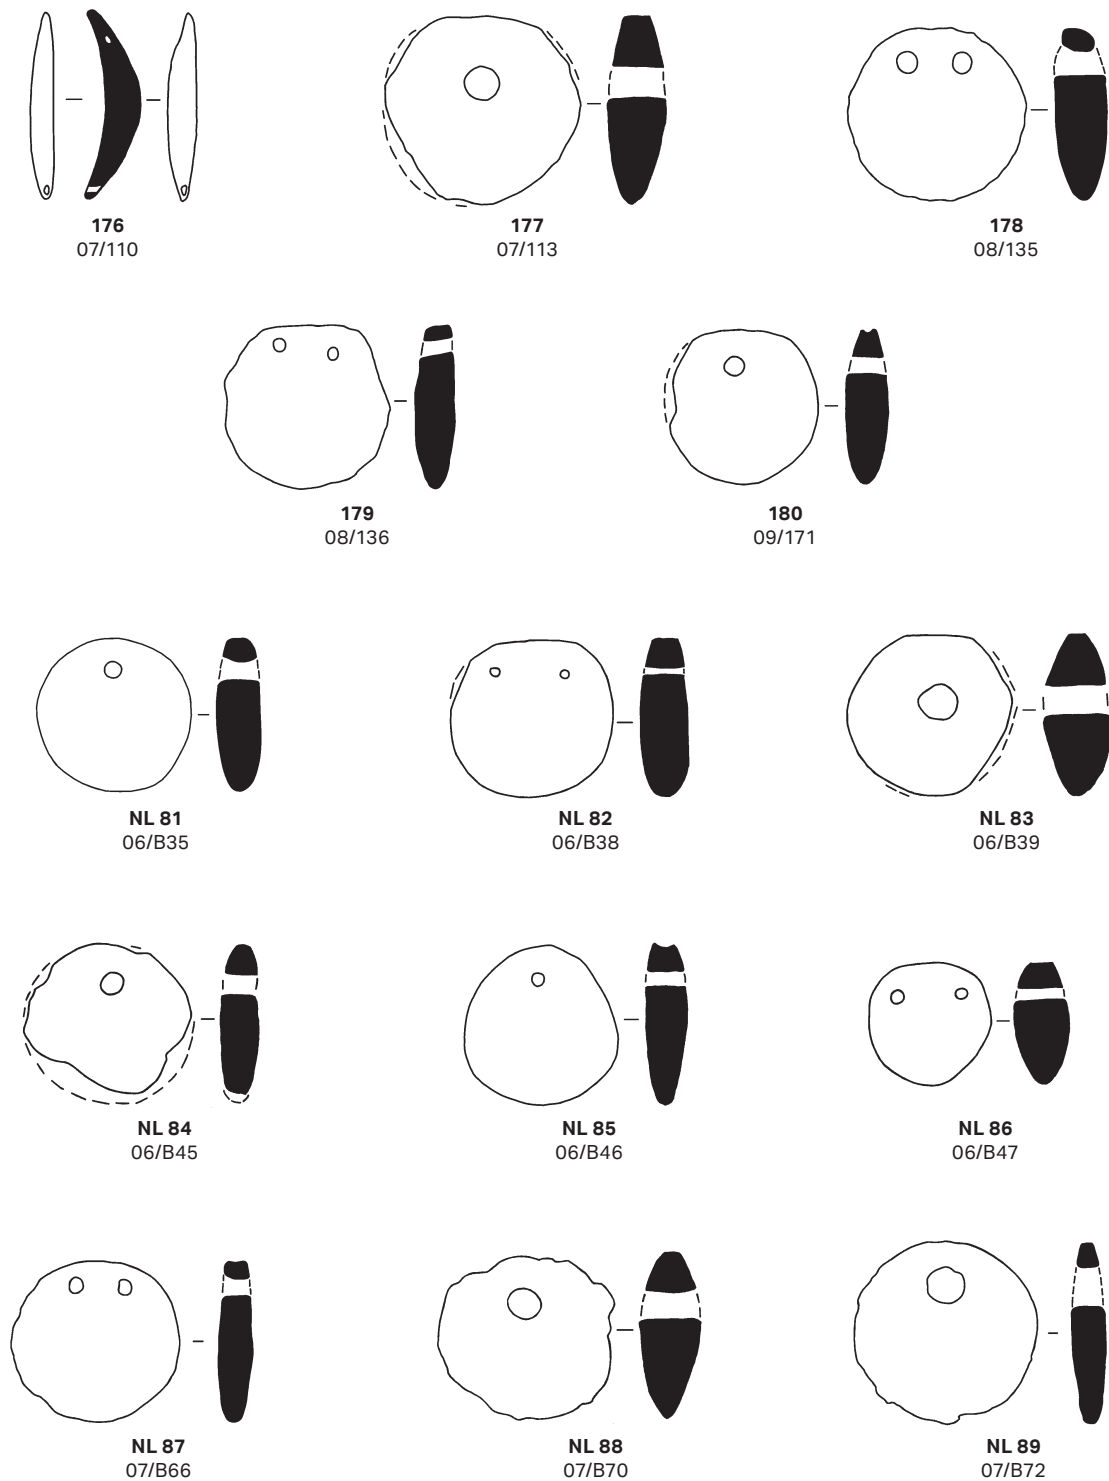 176
07/110
177
07/113
178
08/135
179
08/136
180
09/171
NL 81
06/B35
NL 82
06/B38
NL 83
06/B39
NL 84
06/B45
NL 85
06/B46
NL 86
06/B47
NL 87
07/B66
NL 88
07/B70
NL 89
07/B72